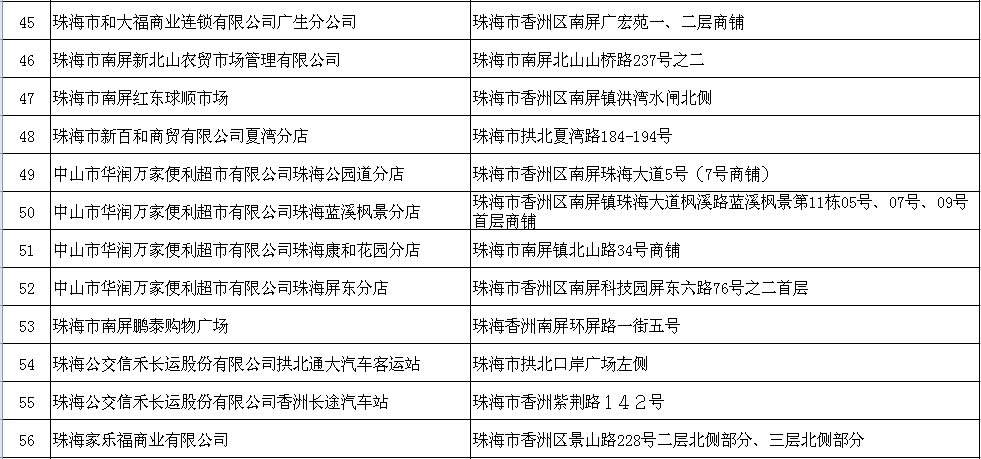 45 珠海市和大福商业连锁有限公司广生分公司 珠海市香洲区南屏广宏苑一、二层商铺
46 珠海市南屏新北山农贸市场管理有限公司 珠海市南屏北山山桥路237号之二
47 珠海市南屏红东球顺市场 珠海市香洲区南屏镇洪湾水闸北侧
48 珠海市新百和商贸有限公司夏湾分店 珠海市拱北夏湾路184-194号
49 中山市华润万家便利超市有限公司珠海公园道分店 珠海市香洲区南屏珠海大道5号（7号商铺）
50 中山市华润万家便利超市有限公司珠海蓝溪枫景分店 珠海市香洲区南屏镇珠海大道枫溪路蓝溪枫景第11栋05号、07号、09号
首层商铺
51 中山市华润万家便利超市有限公司珠海康和花园分店 珠海市南屏镇北山路34号商铺
52 中山市华润万家便利超市有限公司珠海屏东分店 珠海市香洲区南屏科技园屏东六路76号之二首层
53 珠海市南屏鹏泰购物广场 珠海香洲南屏环屏路一街五号
54 珠海公交信禾长运股份有限公司拱北通大汽车客运站 珠海市拱北口岸广场左侧
55 珠海公交信禾长运股份有限公司香洲长途汽车站 珠海市香洲紫荆路１４２号
56 珠海家乐福商业有限公司 珠海市香洲区景山路228号二层北侧部分、三层北侧部分